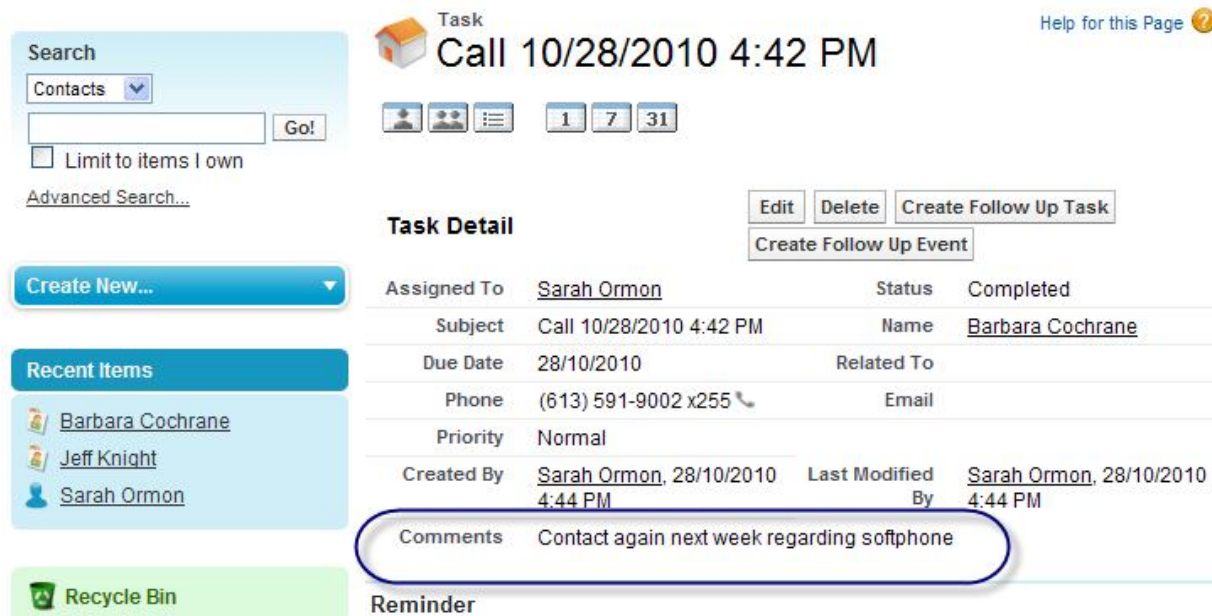 Search
Contacts
Go!
Limit to items I own
Advanced Search...
Create New...
Recent Items
Barbara Cochrane
Jeff Knight
Sarah Ormon
Recycle Bin
Task
Call 10/28/2010 4:42 PM
Help for this Page ?
1 7 31
Task Detail
Edit Delete Create Follow Up Task
Create Follow Up Event
Assigned To Sarah Ormon Status Completed
Subject Call 10/28/2010 4:42 PM Name Barbara Cochrane
Due Date 28/10/2010 Related To
Phone (613) 591-9002 x255 Email
Priority Normal
Created By Sarah Ormon, 28/10/2010 Last Modified Sarah Ormon, 28/10/2010
4:44 PM By 4:44 PM
Comments Contact again next week regarding softphone
Reminder